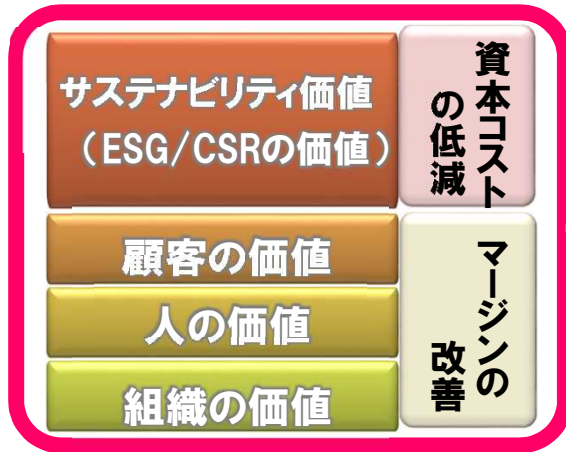 サステナビリティ価値
（ESG/CSRの価値）
顧客の価値
人の価値
組織の価値
資本コスト
の低減
マージンの
改善